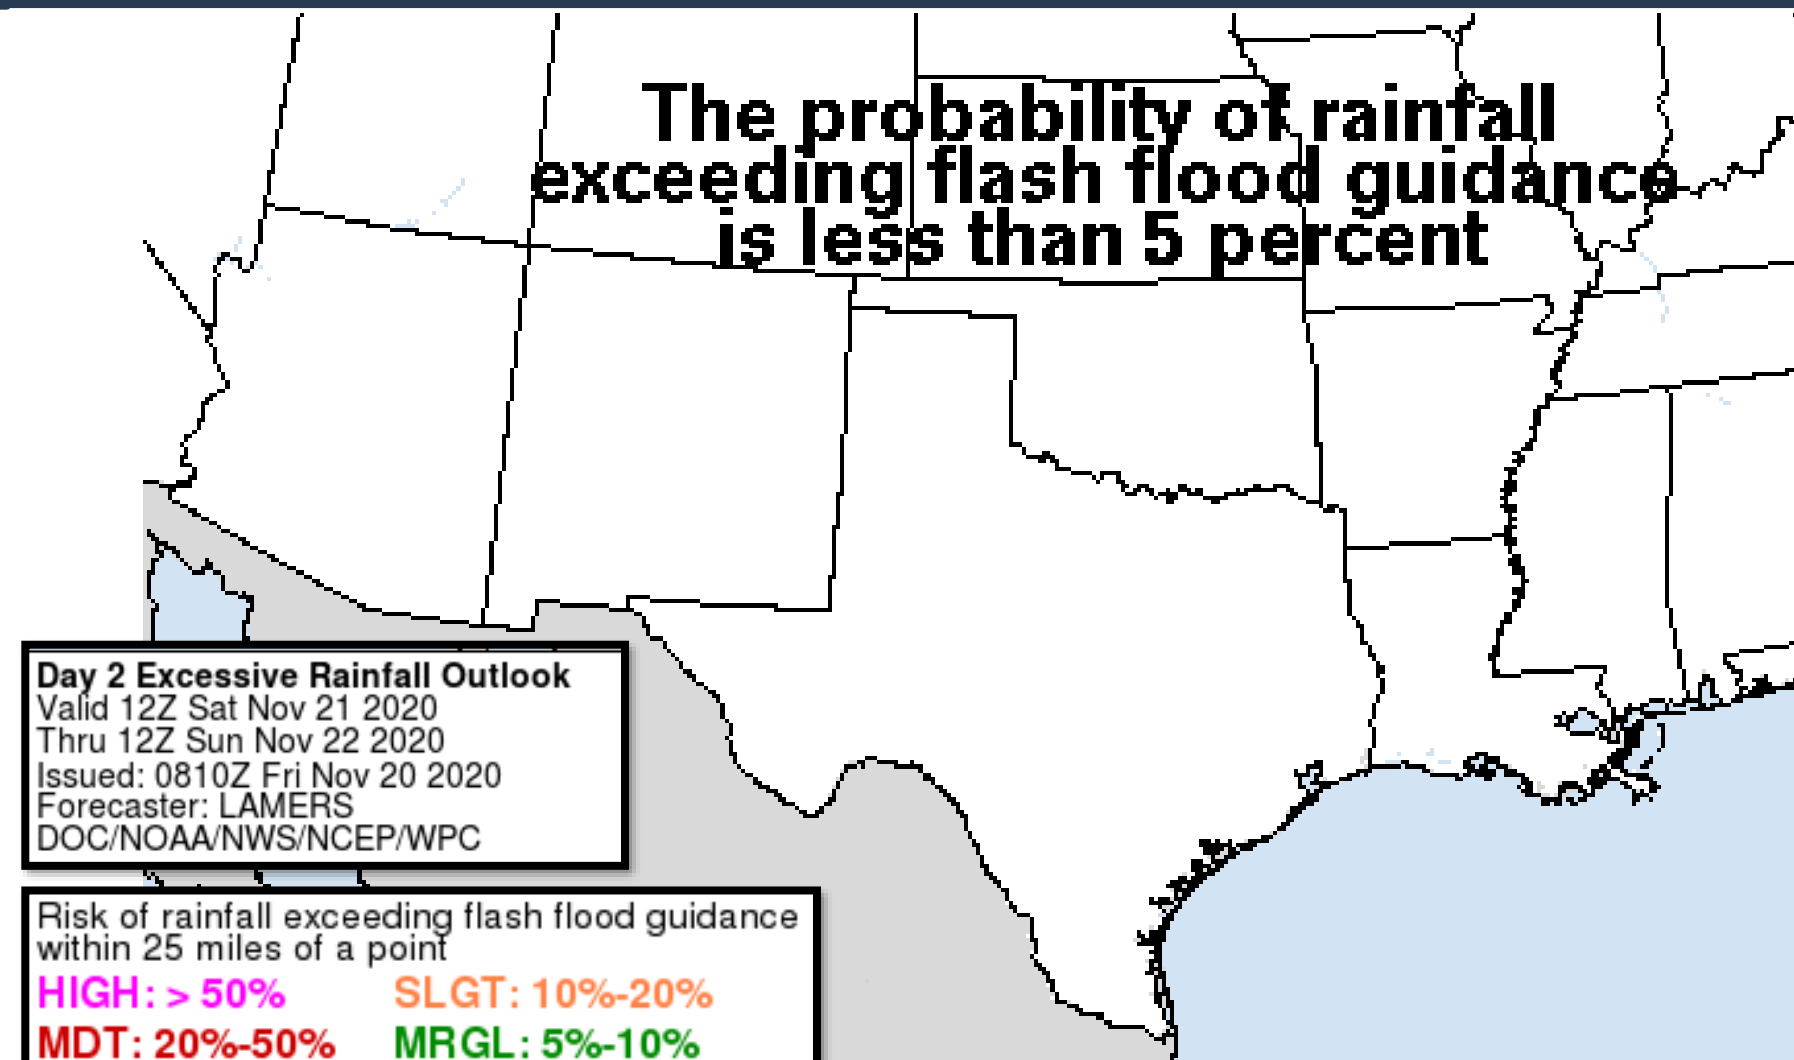 The probability of rainfall
exceeding flash flood guidance
is less than 5 percent
Day 2 Excessive Rainfall Outlook
Valid 12Z Sat Nov 21 2020
Thru 12Z Sun Nov 22 2020
Issued: 0810Z Fri Nov 20 2020
Forecaster: LAMERS
DOC/NOAA/NWS/NCEP/WPC
Risk of rainfall exceeding flash flood guidance
within 25 miles of a point
HIGH: > 50% SLGT: 10%-20%
MDT: 20%-50% MRGL: 5%-10%